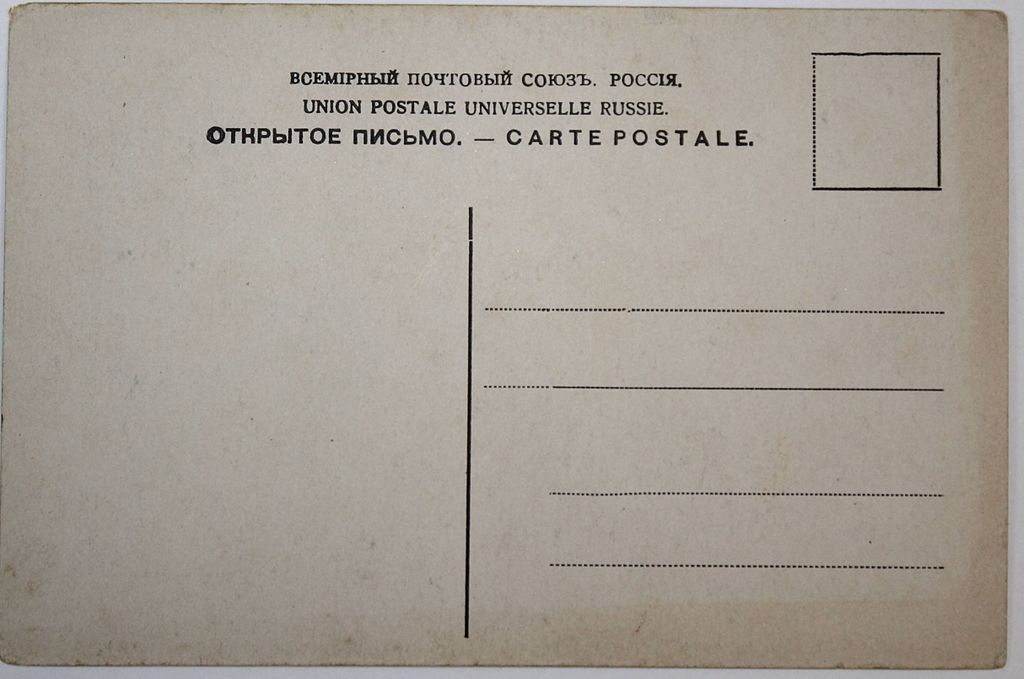 ВСЕМІРНЫЙ ПОЧТОВЫЙ СОЮЗЪ. РОССІЯ.
UNION POSTALE UNIVERSELLE RUSSIE.
ОТКРЫТОЕ ПИСЬМО. — CARTE POSTALE.